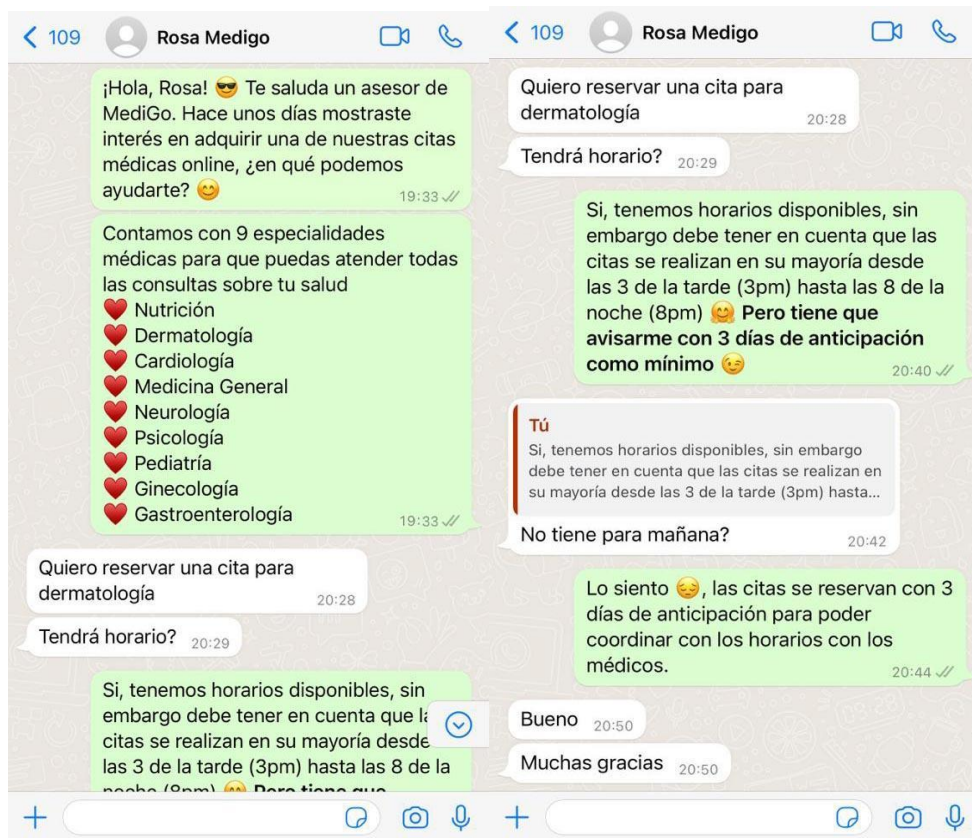 109
Rosa Medigo
¡Hola, Rosa! 😎 Te saluda un asesor de
MediGo. Hace unos días mostraste
interés en adquirir una de nuestras citas
médicas online, ¿en qué podemos
ayudarte? 😊
19:33
Contamos con 9 especialidades
médicas para que puedas atender todas
las consultas sobre tu salud
♥️ Nutrición
♥️ Dermatología
♥️ Cardiología
♥️ Medicina General
♥️ Neurología
♥️ Psicología
♥️ Pediatría
♥️ Ginecología
♥️ Gastroenterología
19:33
Quiero reservar una cita para
dermatología
20:28
Tendrá horario? 20:29
Si, tenemos horarios disponibles, sin
embargo debe tener en cuenta que
citas se realizan en su mayoría desde
las 3 de la tarde (3pm) hasta las 8 de la
noche (8pm) 🤗 Pero tiene que
109
Rosa Medigo
Quiero reservar una cita para
dermatología
20:28
Tendrá horario? 20:29
Si, tenemos horarios disponibles, sin
embargo debe tener en cuenta que las
citas se realizan en su mayoría desde
las 3 de la tarde (3pm) hasta las 8 de la
noche (8pm) 🤗 Pero tiene que
avisarme con 3 días de anticipación
como mínimo 😉
20:40
Tú
Si, tenemos horarios disponibles, sin embargo
debe tener en cuenta que las citas se realizan en
su mayoría desde las 3 de la tarde (3pm) hasta...
No tiene para mañana?
20:42
Lo siento 😔, las citas se reservan con 3
días de anticipación para poder
coordinar con los horarios con los
médicos.
20:44
Bueno 20:50
Muchas gracias 20:50